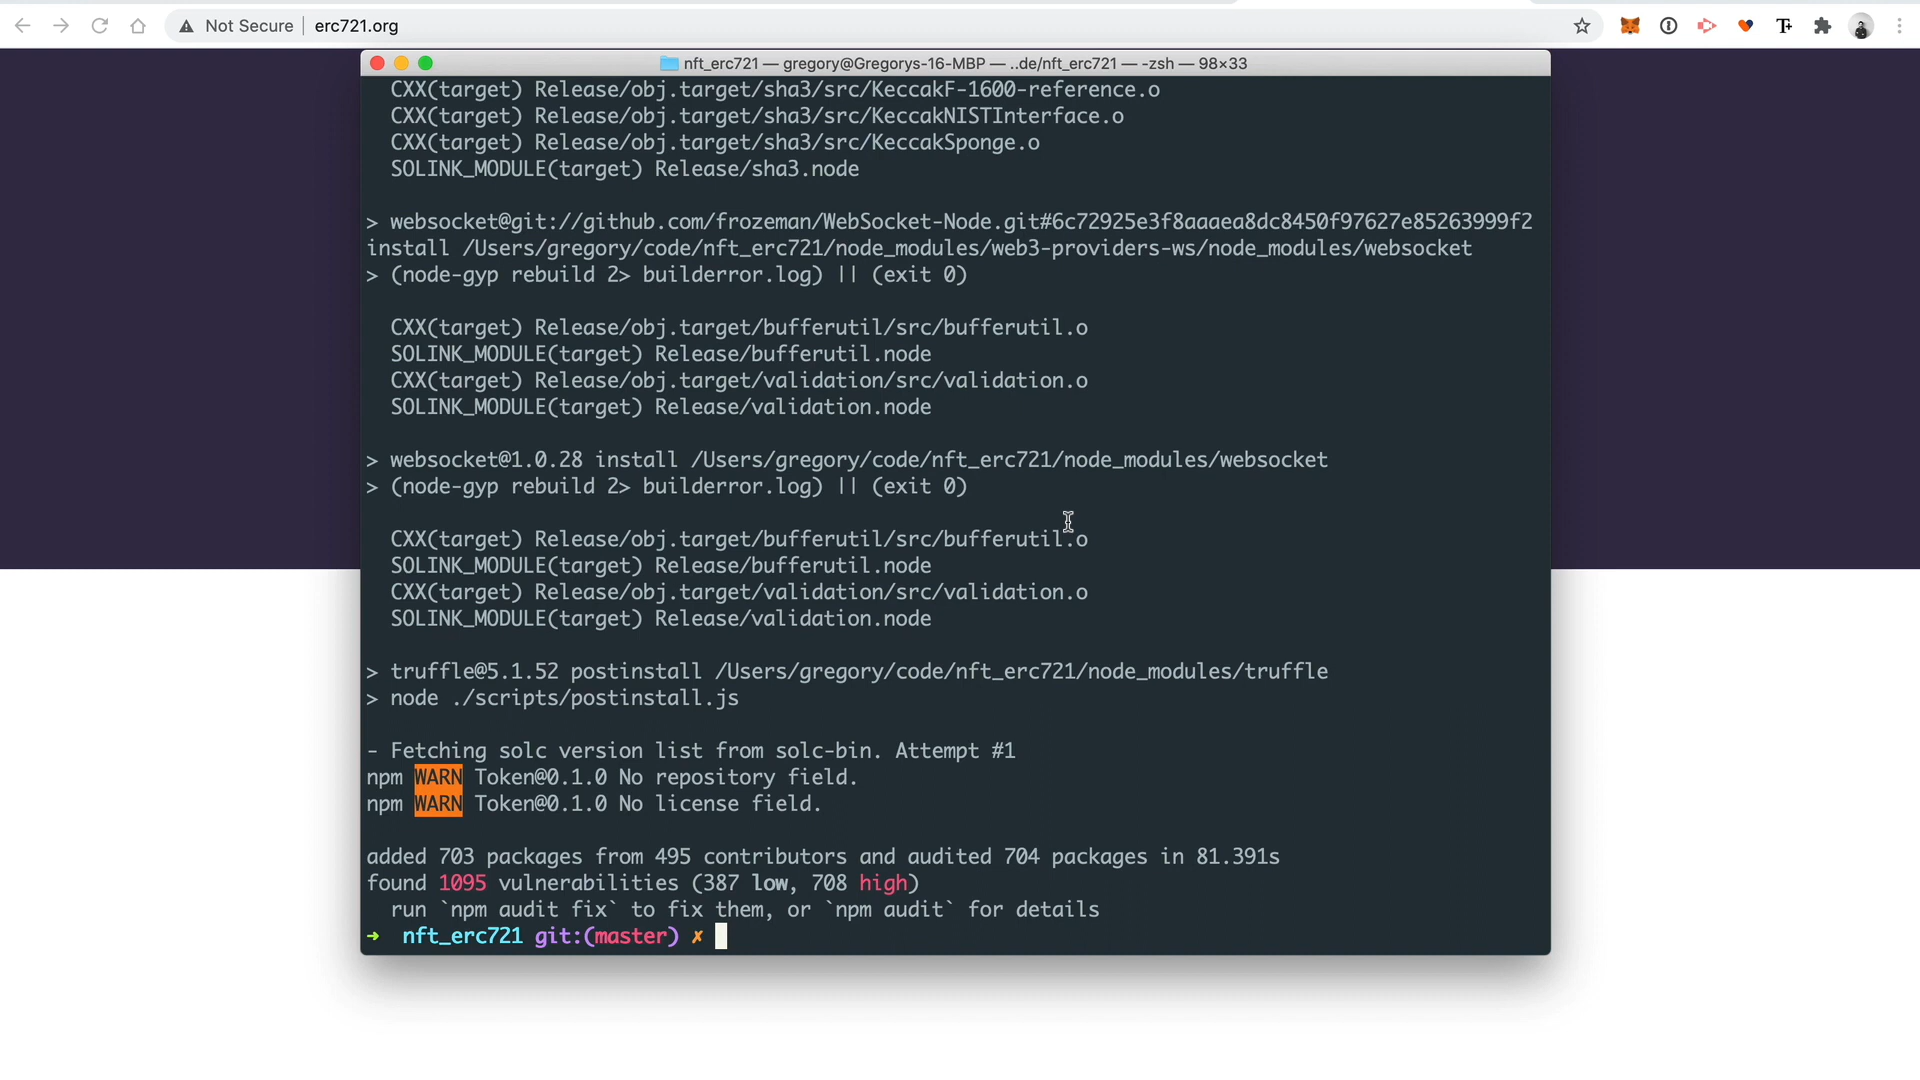 Not Secure erc721.org
nft_erc721 — gregory@Gregorys-16-MBP — ..de/nft_erc721 — -zsh — 98×33
CXX(target) Release/obj.target/sha3/src/KeccakF-1600-reference.o
CXX(target) Release/obj.target/sha3/src/KeccakNISTInterface.o
CXX(target) Release/obj.target/sha3/src/KeccakSponge.o
SOLINK_MODULE(target) Release/sha3.node
> websocket@git://github.com/frozeman/WebSocket-Node.git#6c72925e3f8aaaea8dc8450f97627e85263999f2
install /Users/gregory/code/nft_erc721/node_modules/web3-providers-ws/node_modules/websocket
> (node-gyp rebuild 2> builderror.log) || (exit 0)
CXX(target) Release/obj.target/bufferutil/src/bufferutil.o
SOLINK_MODULE(target) Release/bufferutil.node
CXX(target) Release/obj.target/validation/src/validation.o
SOLINK_MODULE(target) Release/validation.node
> websocket@1.0.28 install /Users/gregory/code/nft_erc721/node_modules/websocket
> (node-gyp rebuild 2> builderror.log) || (exit 0)
CXX(target) Release/obj.target/bufferutil/src/bufferutil.o
SOLINK_MODULE(target) Release/bufferutil.node
CXX(target) Release/obj.target/validation/src/validation.o
SOLINK_MODULE(target) Release/validation.node
> truffle@5.1.52 postinstall /Users/gregory/code/nft_erc721/node_modules/truffle
> node ./scripts/postinstall.js
- Fetching solc version list from solc-bin. Attempt #1
npm WARN Token@0.1.0 No repository field.
npm WARN Token@0.1.0 No license field.
added 703 packages from 495 contributors and audited 704 packages in 81.391s
found 1095 vulnerabilities (387 low, 708 high)
run `npm audit fix` to fix them, or `npm audit` for details
→ nft_erc721 git:(master) ✗